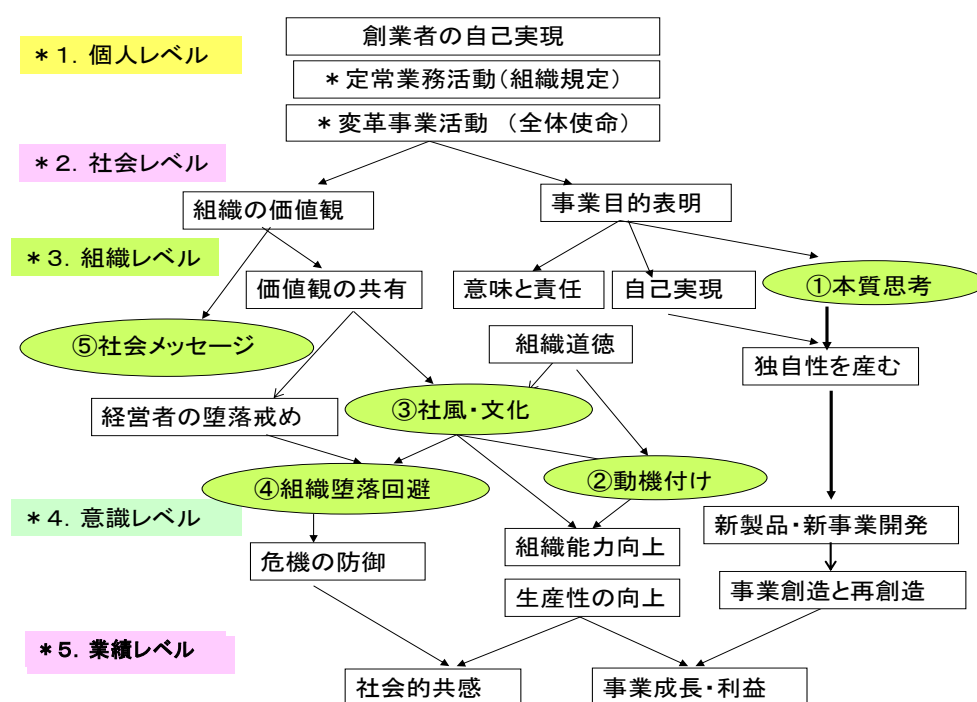 創業者の自己実現
＊1. 個人レベル
＊定常業務活動（組織規定）
＊変革事業活動 （全体使命）
＊2. 社会レベル
組織の価値観
事業目的表明
＊3. 組織レベル
価値観の共有
意味と責任
自己実現
①本質思考
⑤社会メッセージ
組織道徳
独自性を産む
経営者の堕落戒め
③社風・文化
④組織堕落回避
②動機付け
＊4. 意識レベル
新製品・新事業開発
危機の防御
組織能力向上
生産性の向上
事業創造と再創造
＊5. 業績レベル
社会的共感
事業成長・利益